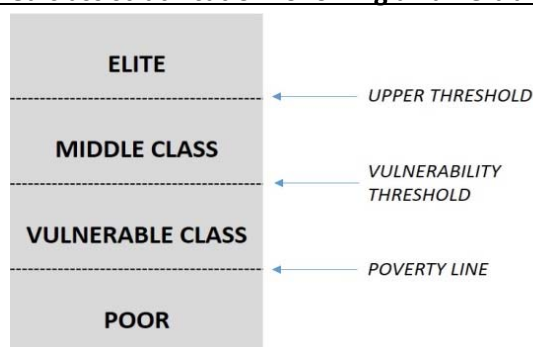 ELITE
UPPER THRESHOLD
MIDDLE CLASS
VULNERABILITY
THRESHOLD
VULNERABLE CLASS
POVERTY LINE
POOR